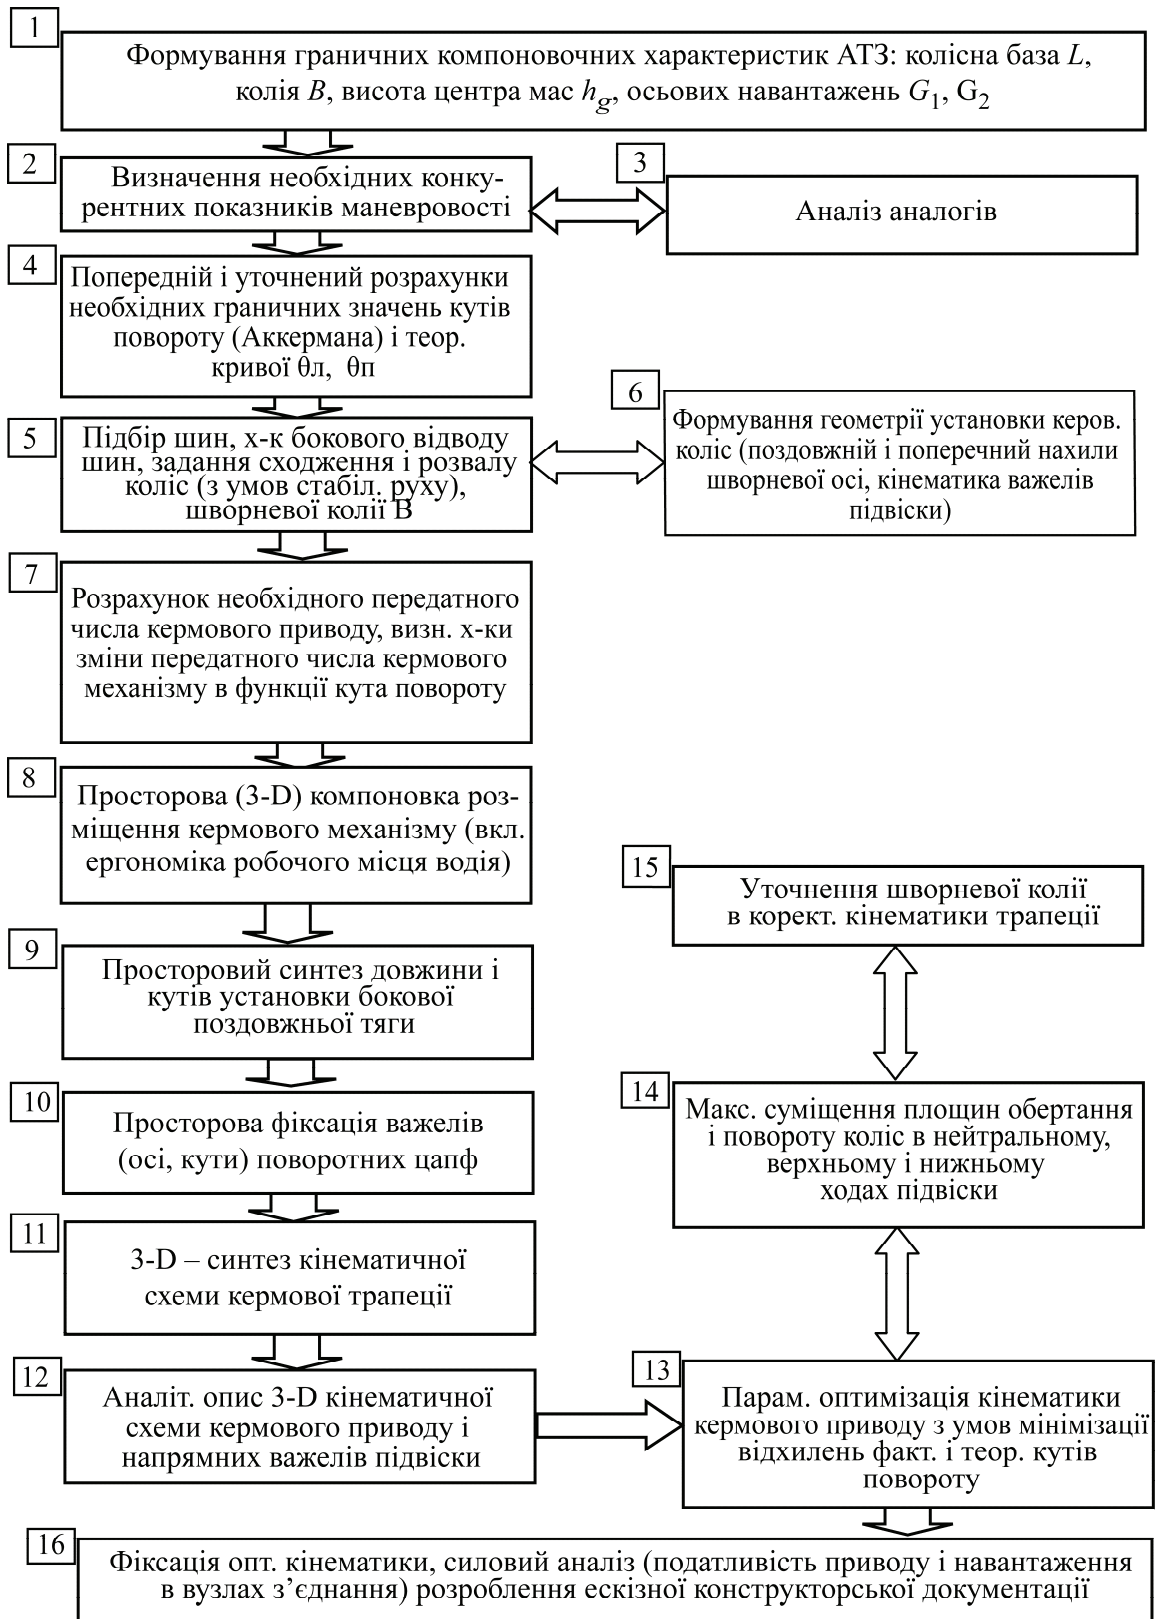 1
Формування граничних компоновочних характеристик АТЗ: колісна база L,
колія B, висота центра мас hg, осьових навантажень G1, G2
2
Визначення необхідних конку-
рентних показників маневровості
3
Аналіз аналогів
4
Попередній і уточнений розрахунки
необхідних граничних значень кутів
повороту (Аккермана) і теор.
кривої θл, θп
5
Підбір шин, х-к бокового відводу
шин, задання сходження і розвалу
коліс (з умов стабіл. руху),
шворневої колії В
6
Формування геометрії установки керов.
коліс (поздовжній і поперечний нахили
шворневої осі, кінематика важелів
підвіски)
7
Розрахунок необхідного передатного
числа кермового приводу, визн. х-ки
зміни передатного числа кермового
механізму в функції кута повороту
8
Просторова (3-D) компоновка роз-
міщення кермового механізму (вкл.
ергономіка робочого місця водія)
9
Просторовий синтез довжини і
кутів установки бокової
поздовжньої тяги
10
Просторова фіксація важелів
(осі, кути) поворотних цапф
11
3-D – синтез кінематичної
схеми кермової трапеції
12
Аналіт. опис 3-D кінематичної
схеми кермового приводу і
напрямних важелів підвіски
15
Уточнення шворневої колії
в корект. кінематики трапеції
14
Макс. суміщення площин обертання
і повороту коліс в нейтральному,
верхньому і нижньому
ходах підвіски
13
Парам. оптимізація кінематики
кермового приводу з умов мінімізації
відхилень факт. і теор. кутів
повороту
16
Фіксація опт. кінематики, силовий аналіз (податливість приводу і навантаження
в вузлах з’єднання) розроблення ескізної конструкторської документації